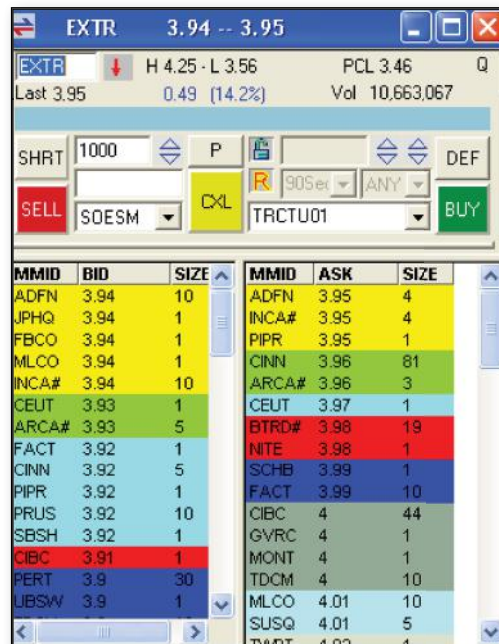 EXTR 3.94 -- 3.95
EXTR H 4.25 - L 3.56 PCL 3.46 Q
Last 3.95 0.49 (14.2%) Vol 10,663,067
SHRT 1000 P DEF
R 90Sec ANY
SELL SOESM CXL TRCTU01 BUY
MMID BID SIZE MMID ASK SIZE
ADFN 3.94 10 ADFN 3.95 4
JPHQ 3.94 1 INCA# 3.95 4
FBCO 3.94 1 PIPR 3.95 1
MLCO 3.94 1 CINN 3.96 81
INCA# 3.94 10 ARCA# 3.96 3
CEUT 3.93 1 CEUT 3.97 1
ARCA# 3.93 5 BTRD# 3.98 19
FACT 3.92 1 NITE 3.98 1
CINN 3.92 5 SCHB 3.99 1
PIPR 3.92 1 FACT 3.99 10
PRUS 3.92 10 CIBC 4 44
SBSH 3.92 1 GVRC 4 1
CIBC 3.91 1 MONT 4 1
PERT 3.9 30 TDCM 4 10
UBSW 3.9 1 MLCO 4.01 10
SUSQ 4.01 5